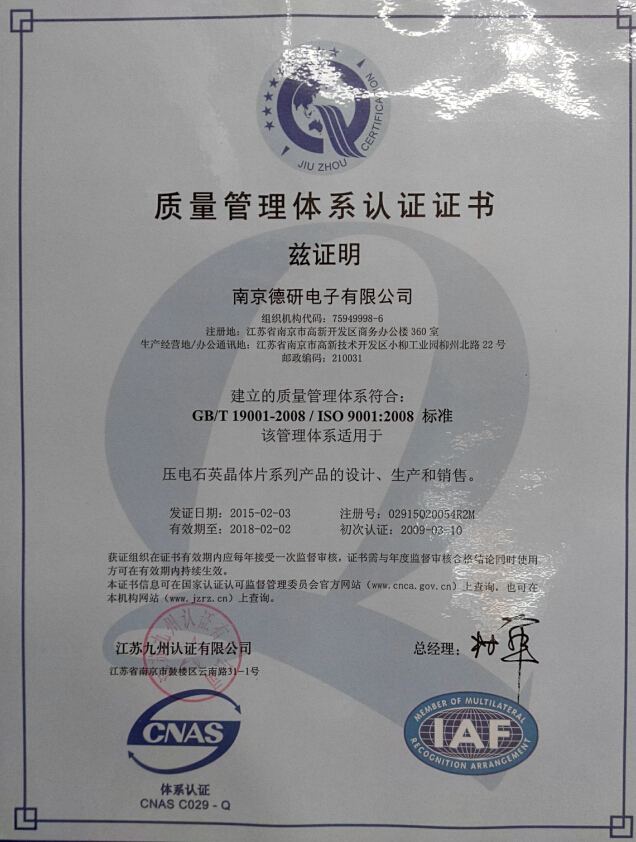 JIU ZHOU CERTIFICATION
质量管理体系认证证书
兹证明
南京德研电子有限公司
组织机构代码：75949998-6
注册地：江苏省南京市高新开发区商务办公楼 360 室
生产经营地/办公通讯地：江苏省南京市高新技术开发区小柳工业园柳州北路 22 号
邮政编码：210031
建立的质量管理体系符合：
GB/T 19001-2008 / ISO 9001:2008 标准
该管理体系适用于
压电石英晶体片系列产品的设计、生产和销售。
发证日期：2015-02-03 注册号：02915Q20054R2M
有效期至：2018-02-02 初次认证：2009-03-10
获证组织在证书有效期内应每年接受一次监督审核，证书需与年度监督审核合格结论同时使用
方可在有效期内持续生效。
本证书信息可在国家认证认可监督管理委员会官方网站（www.cnca.gov.cn）上查询，也可在
本机构网站（www.jzrz.cn）上查询。
江苏九州认证有限公司 总经理：
江苏省南京市鼓楼区云南路31-1号
CNAS
体系认证
CNAS C029 - Q
MEMBER OF MULTILATERAL
IAF
RECOGNITION ARRANGEMENT